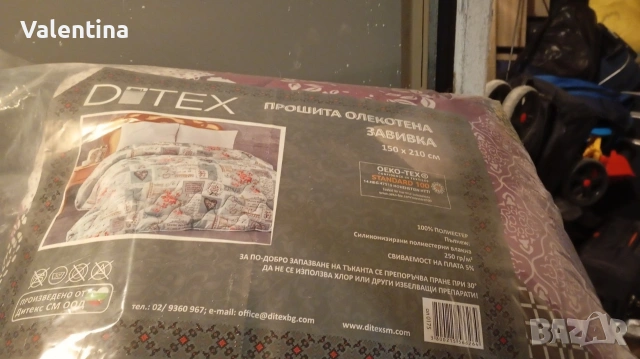 Valentina
DITEX
ПРОШИТА ОЛЕКОТЕНА
ЗАВИВКА
150 x 210 см
OEKO-TEX®
STANDARD 100
100% ПОЛИЕСТЕР
Пълнеж:
Силиконизирани полиестерни влакна
250 гр/м²
СВИВАЕМОСТ НА ПЛАТА 5%
ЗА ПО-ДОБРО ЗАПАЗВАНЕ НА ТЪКАНТА СЕ ПРЕПОРЪЧВА ПРАНЕ ПРИ 30°
ДА НЕ СЕ ИЗПОЛЗВА ХЛОР ИЛИ ДРУГИ ИЗБЕЛВАЩИ ПРЕПАРАТИ!
ПРОИЗВЕДЕНО ОТ
Дитекс СМ ООД
тел.: 02/ 9360 967; e-mail: office@ditexbg.com
www.ditexsm.com
bazar.bg